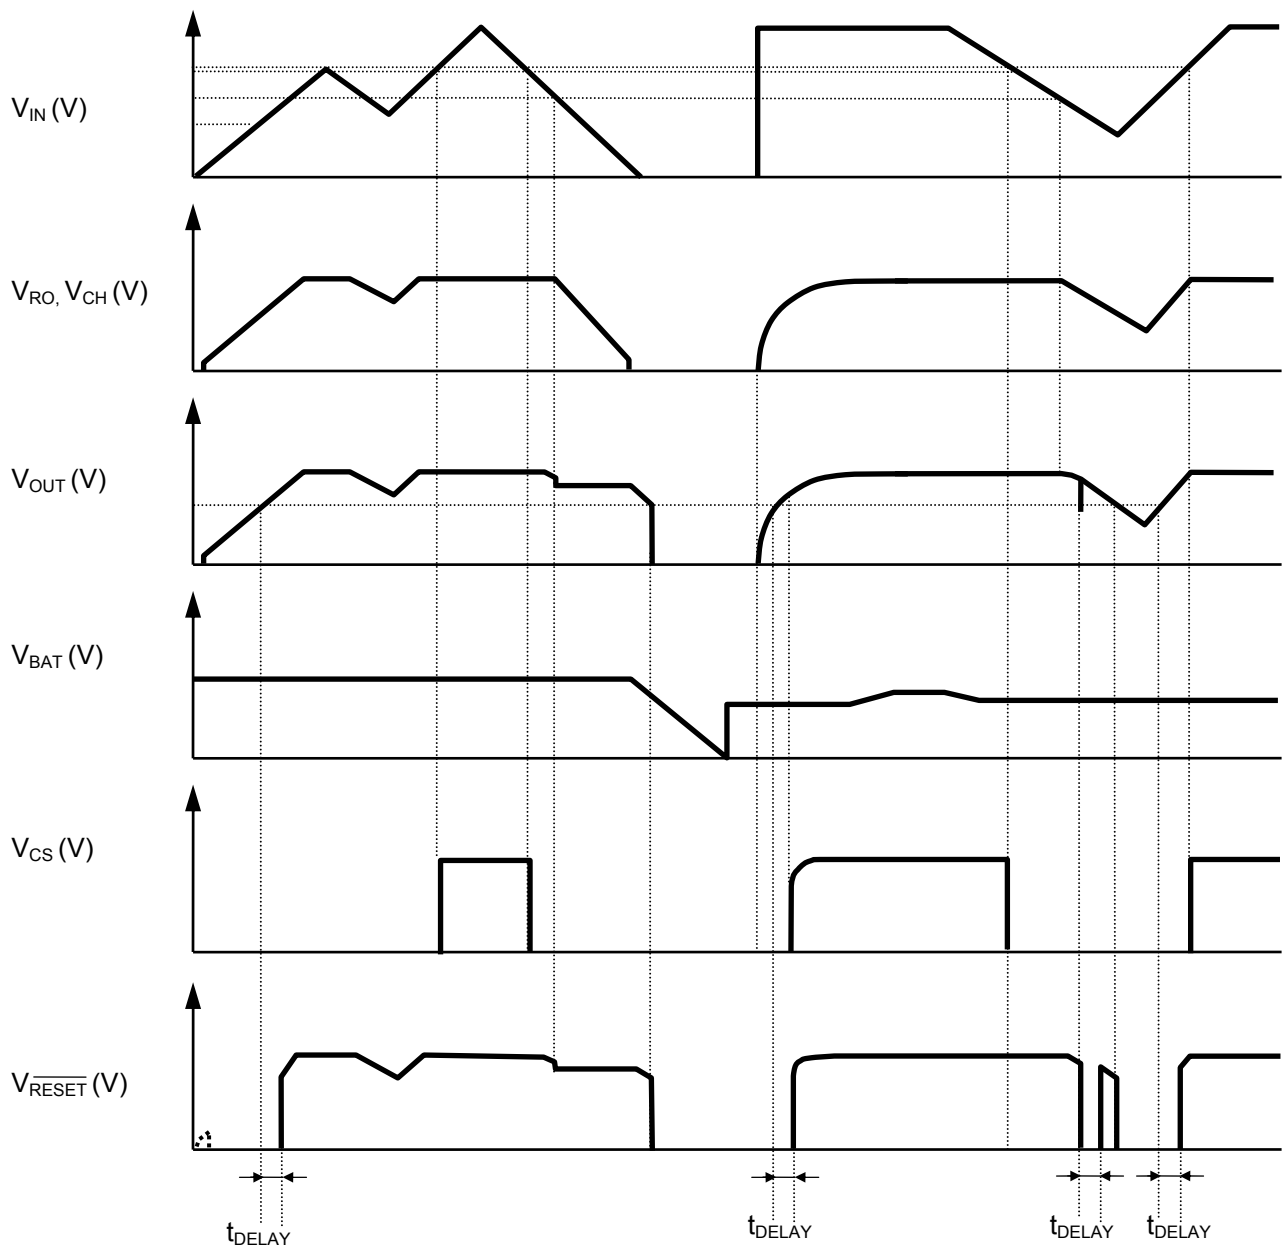 V_IN (V)
V_RO, V_CH (V)
V_OUT (V)
V_BAT (V)
V_CS (V)
V_RESET (V)
t_DELAY
t_DELAY
t_DELAY
t_DELAY